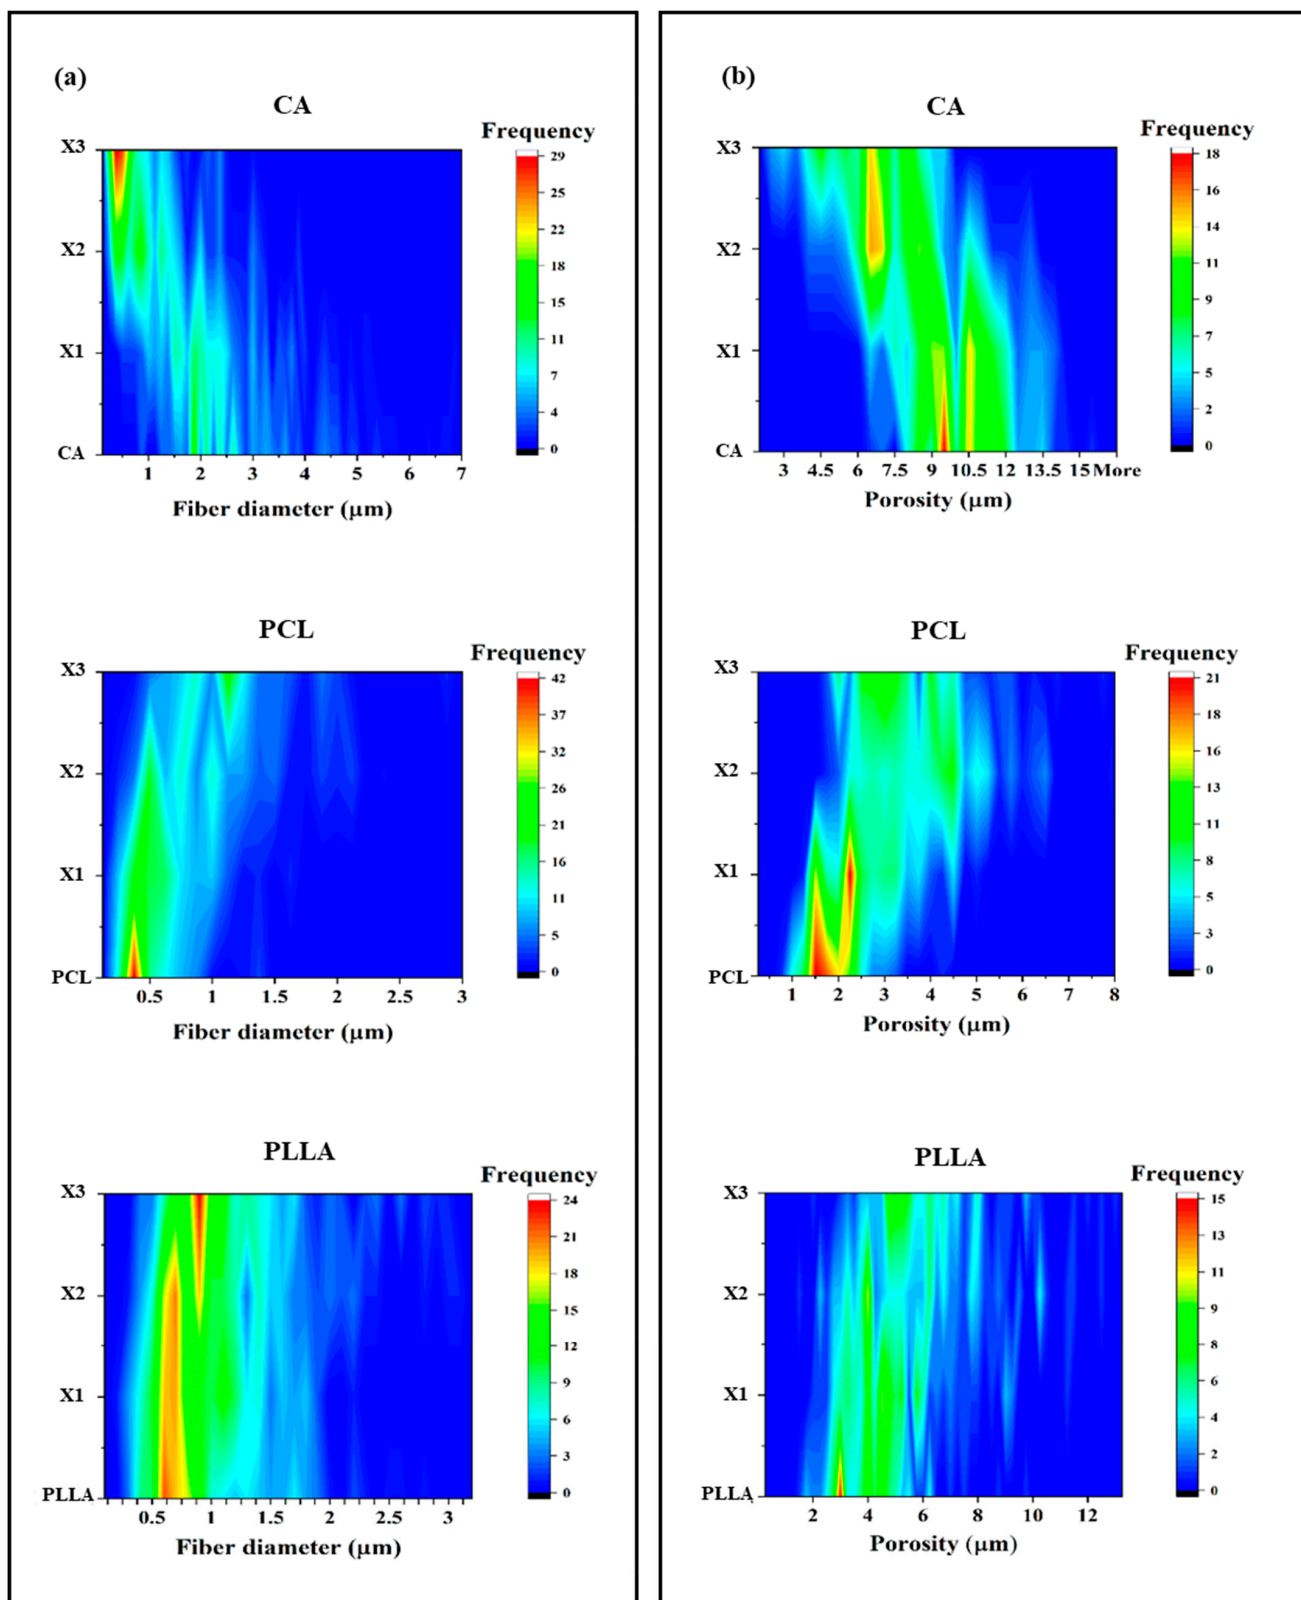 (a)
CA
Frequency
X3
X2
X1
CA
29
25
22
18
15
11
7
4
0
1 2 3 4 5 6 7
Fiber diameter (μm)
PCL
Frequency
X3
X2
X1
PCL
42
37
32
26
21
16
11
5
0
0.5 1 1.5 2 2.5 3
Fiber diameter (μm)
PLLA
Frequency
X3
X2
X1
PLLA
24
21
18
15
12
9
6
3
0
0.5 1 1.5 2 2.5 3
Fiber diameter (μm)
(b)
CA
Frequency
X3
X2
X1
CA
18
16
14
11
9
7
5
2
0
3 4.5 6 7.5 9 10.5 12 13.5 15 More
Porosity (μm)
PCL
Frequency
X3
X2
X1
PCL
21
18
16
13
11
8
5
3
0
1 2 3 4 5 6 7 8
Porosity (μm)
PLLA
Frequency
X3
X2
X1
PLLA
15
13
11
9
8
6
4
2
0
2 4 6 8 10 12
Porosity (μm)